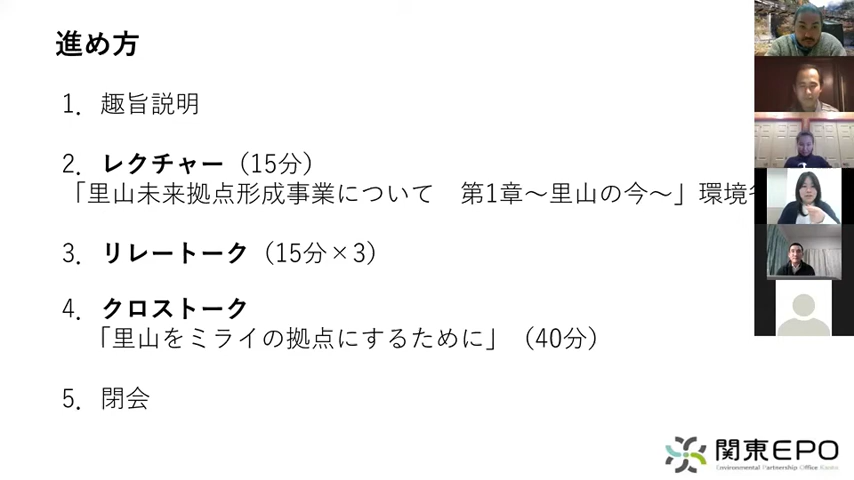 進め方
1. 趣旨説明
2. レクチャー（15分）
「里山未来拠点形成事業について　第1章～里山の今～」環境
3. リレートーク（15分×3）
4. クロストーク
「里山をミライの拠点にするために」（40分）
5. 閉会
関東EPO
Environmental Partnership Office Kanto